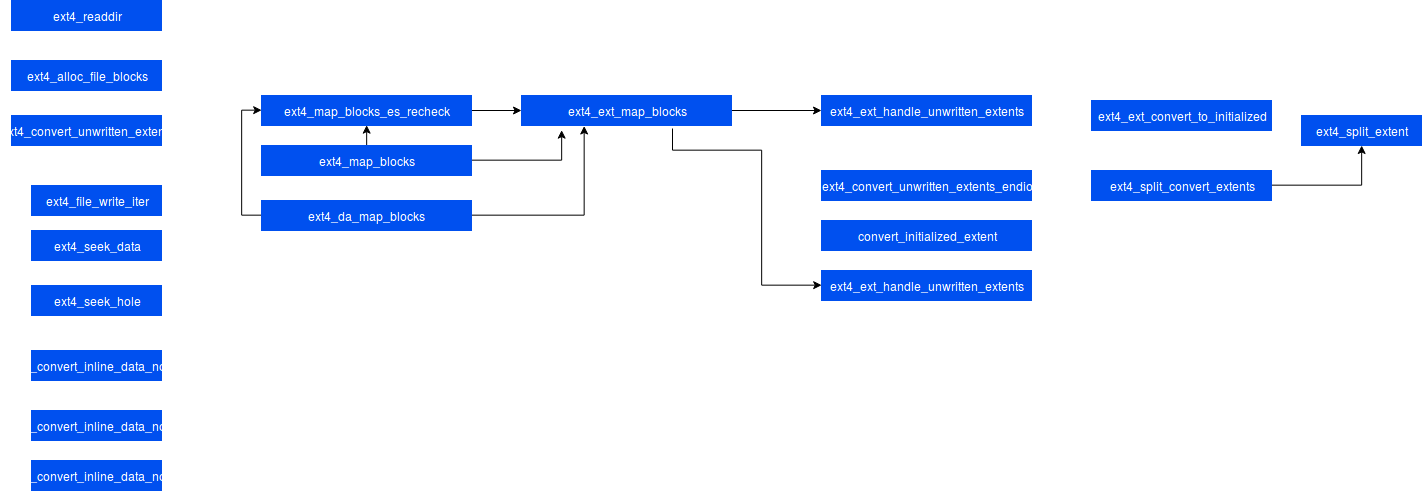 ext4_readdir
ext4_alloc_file_blocks
xt4_convert_unwritten_exten
ext4_file_write_iter
ext4_seek_data
ext4_seek_hole
_convert_inline_data_no
_convert_inline_data_no
_convert_inline_data_no
ext4_map_blocks_es_recheck
ext4_map_blocks
ext4_da_map_blocks
ext4_ext_map_blocks
ext4_ext_handle_unwritten_extents
ext4_convert_unwritten_extents_endio
convert_initialized_extent
ext4_ext_handle_unwritten_extents
ext4_ext_convert_to_initialized
ext4_split_convert_extents
ext4_split_extent